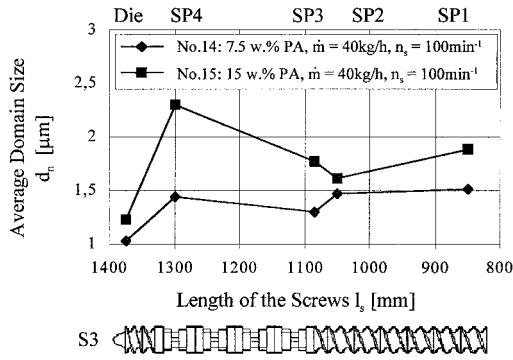 Die SP4 SP3 SP2 SP1
3
No.14: 7.5 w.% PA, ṁ = 40kg/h, nₛ = 100min⁻¹
No.15: 15 w.% PA, ṁ = 40kg/h, nₛ = 100min⁻¹
2
1.5
1
Average Domain Size
dₙ [μm]
1400 1300 1200 1100 1000 900 800
Length of the Screws lₛ [mm]
S3